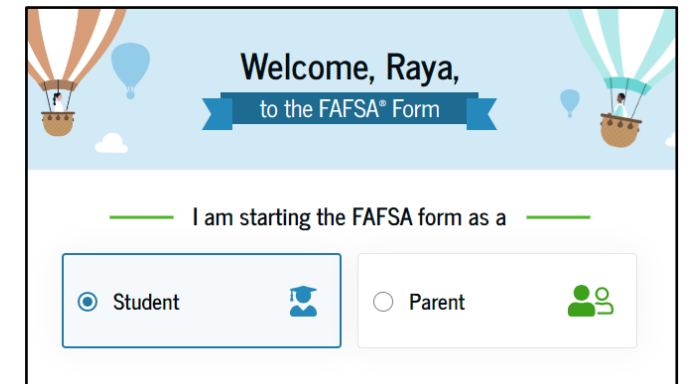 Welcome, Raya,
to the FAFSA® Form
I am starting the FAFSA form as a
Student
Parent